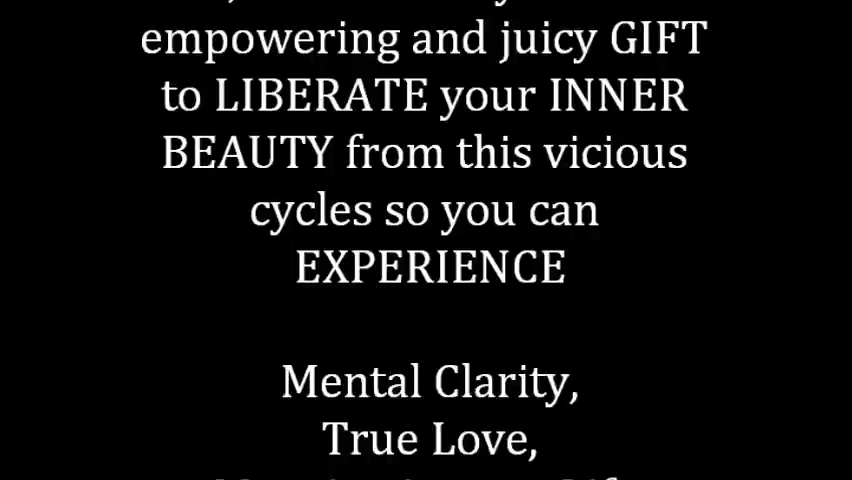 empowering and juicy GIFT
to LIBERATE your INNER
BEAUTY from this vicious
cycles so you can
EXPERIENCE
Mental Clarity,
True Love,